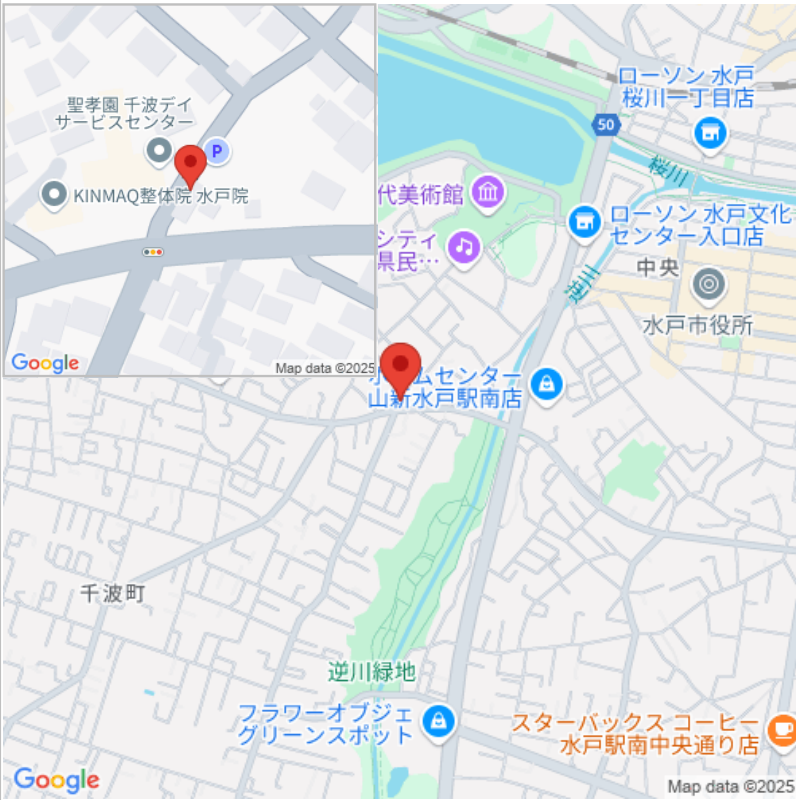 聖孝園 千波デイ
サービスセンター
P
KINMAQ整体院 水戸院
Google
Map data ©2025
ローソン 水戸
桜川一丁目店
50
桜川
代美術館
ローソン 水戸文化
センター入口店
シティ
県民…
逆川
中央
水戸市役所
ホームセンター
山新水戸駅南店
千波町
逆川緑地
フラワーオブジェ
グリーンスポット
スターバックス コーヒー
水戸駅南中央通り店
Google
Map data ©2025